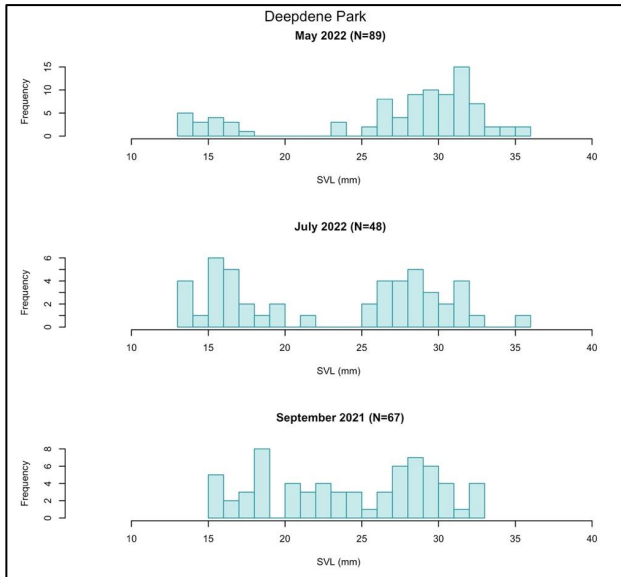 Deepdene Park
May 2022 (N=89)
Frequency
15
10
5
0
10 15 20 25 30 35 40
SVL (mm)
July 2022 (N=48)
Frequency
6
4
2
0
10 15 20 25 30 35 40
SVL (mm)
September 2021 (N=67)
Frequency
8
6
4
2
0
10 15 20 25 30 35 40
SVL (mm)